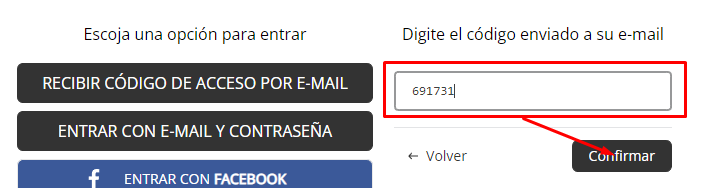 Escoja una opción para entrar
RECIBIR CÓDIGO DE ACCESO POR E-MAIL
ENTRAR CON E-MAIL Y CONTRASEÑA
ENTRAR CON FACEBOOK
Digite el código enviado a su e-mail
691731
← Volver
Confirmar